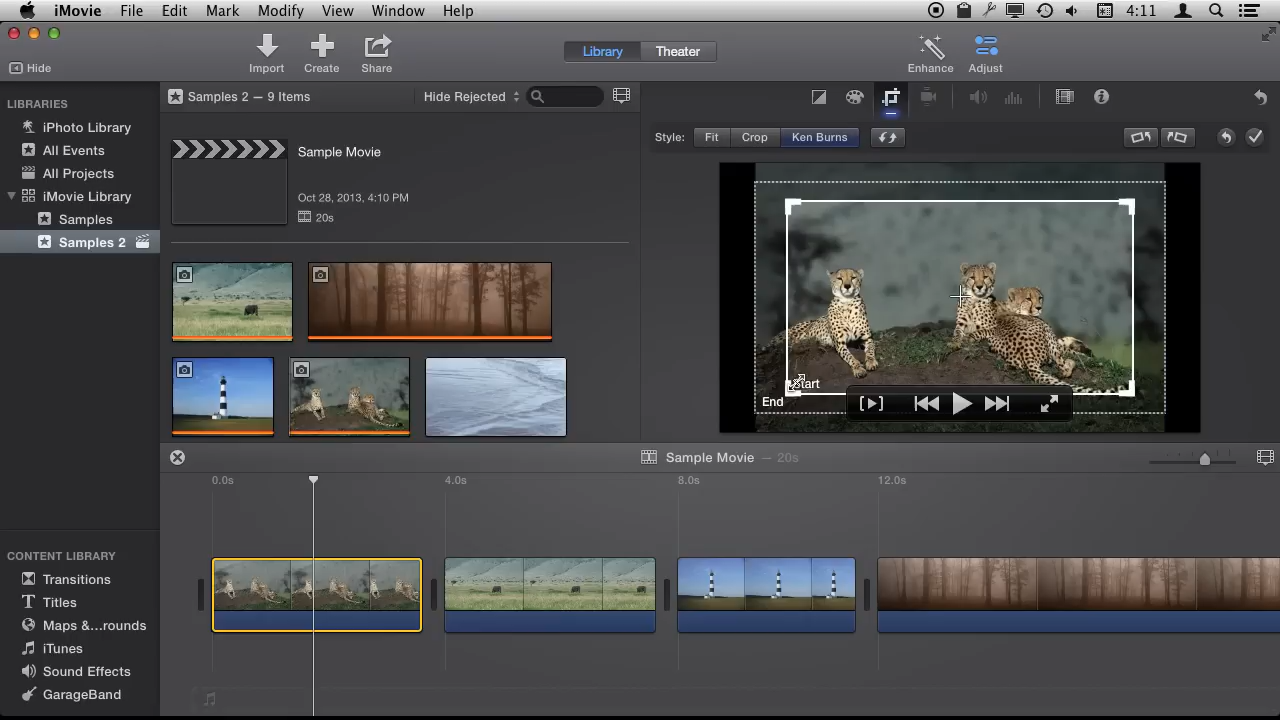 iMovie File Edit Mark Modify View Window Help 4:11
Hide Import Create Share Library Theater Enhance Adjust
LIBRARIES
iPhoto Library
All Events
All Projects
iMovie Library
Samples
Samples 2
CONTENT LIBRARY
Transitions
Titles
Maps &...rounds
iTunes
Sound Effects
GarageBand
Samples 2 — 9 Items Hide Rejected
Sample Movie
Oct 28, 2013, 4:10 PM
20s
Style: Fit Crop Ken Burns
Start
End
Sample Movie — 20s
0.0s 4.0s 8.0s 12.0s